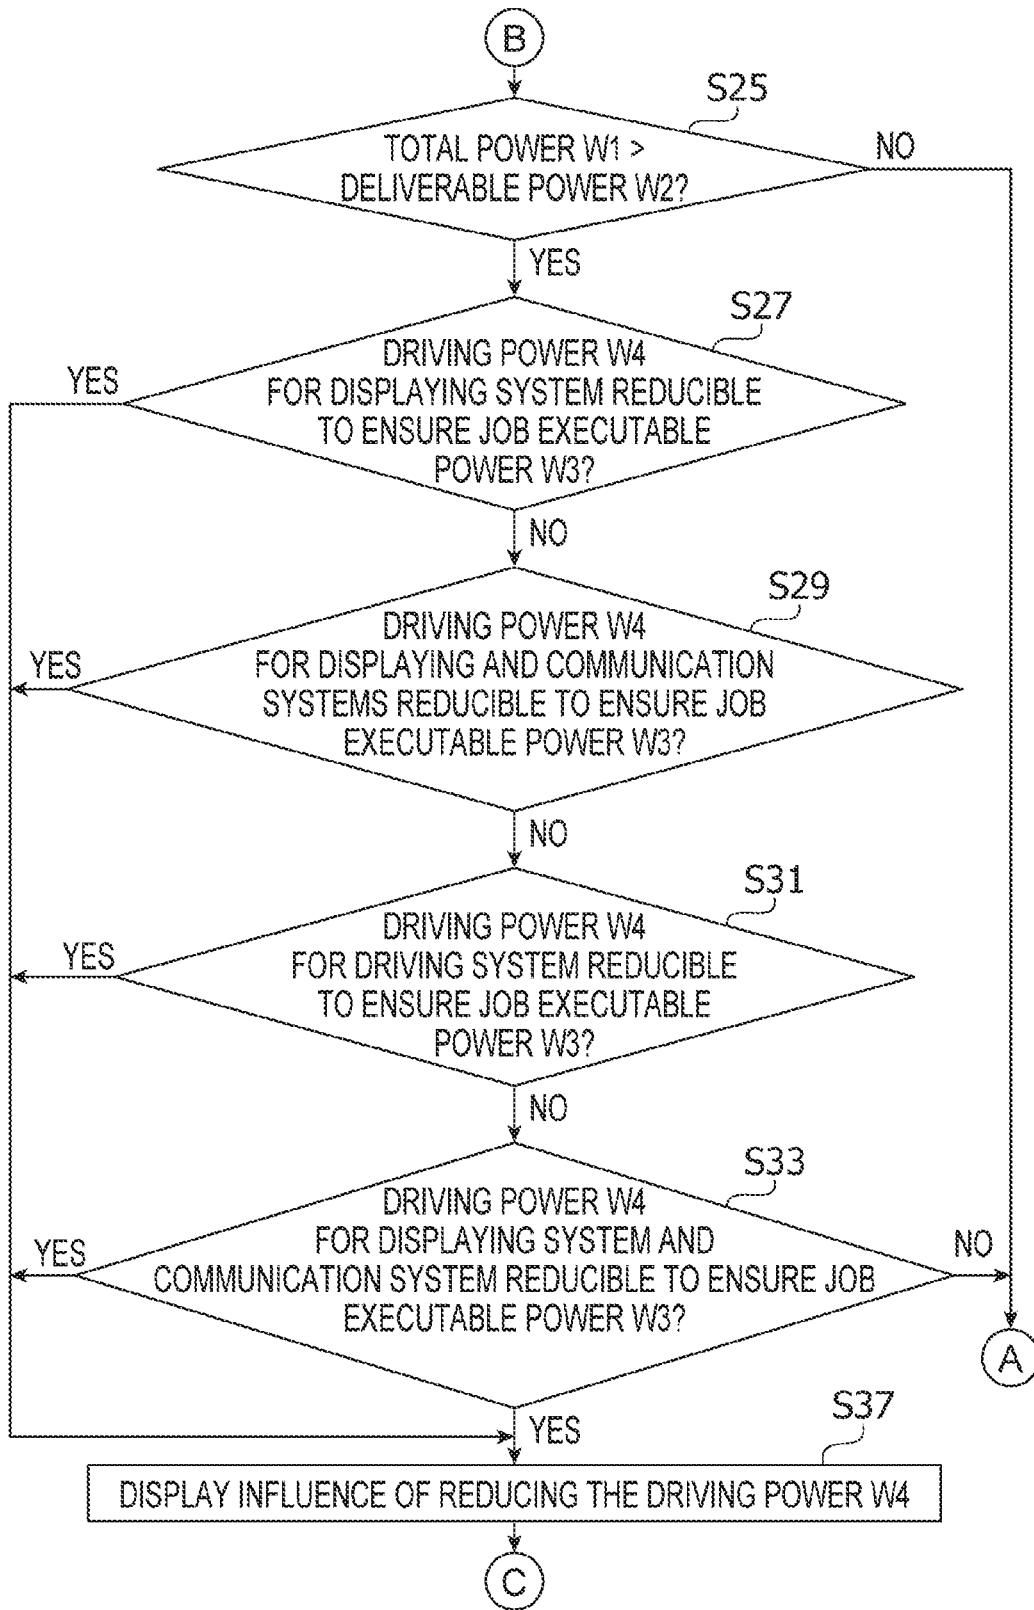 B
S25
TOTAL POWER W1 >
DELIVERABLE POWER W2?
NO
YES
S27
DRIVING POWER W4
FOR DISPLAYING SYSTEM REDUCIBLE
TO ENSURE JOB EXECUTABLE
POWER W3?
YES
NO
S29
DRIVING POWER W4
FOR DISPLAYING AND COMMUNICATION
SYSTEMS REDUCIBLE TO ENSURE JOB
EXECUTABLE POWER W3?
YES
NO
S31
DRIVING POWER W4
FOR DRIVING SYSTEM REDUCIBLE
TO ENSURE JOB EXECUTABLE
POWER W3?
YES
NO
S33
DRIVING POWER W4
FOR DISPLAYING SYSTEM AND
COMMUNICATION SYSTEM REDUCIBLE TO ENSURE JOB
EXECUTABLE POWER W3?
YES
NO
A
YES
S37
DISPLAY INFLUENCE OF REDUCING THE DRIVING POWER W4
C